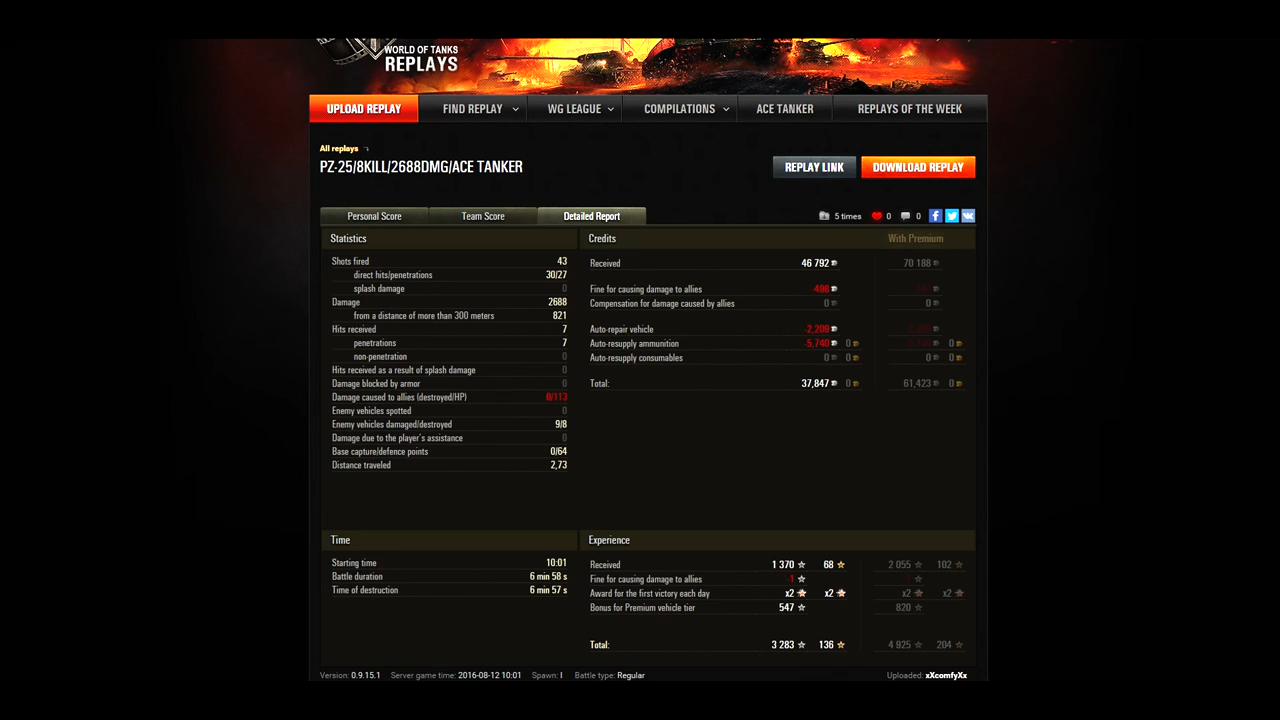 WORLD OF TANKS
REPLAYS
UPLOAD REPLAY FIND REPLAY WG LEAGUE COMPILATIONS ACE TANKER REPLAYS OF THE WEEK
All replays
PZ-25/8KILL/2688DMG/ACE TANKER
REPLAY LINK DOWNLOAD REPLAY
Personal Score Team Score Detailed Report 5 times 0 0
Statistics Credits With Premium
Shots fired 43 Received 46 792 70 188
direct hits/penetrations 30/27
splash damage 0 Fine for causing damage to allies
Damage 2688 Compensation for damage caused by allies 0 0
from a distance of more than 300 meters 821
Hits received 7 Auto-repair vehicle -2,209
penetrations 7 Auto-resupply ammunition -5,740 0 0
non-penetration 0 Auto-resupply consumables 0 0 0 0
Hits received as a result of splash damage 0
Damage blocked by armor 0 Total: 37,847 0 61,423 0
Damage caused to allies (destroyed/HP) 0/113
Enemy vehicles spotted 0
Enemy vehicles damaged/destroyed 9/8
Damage due to the player's assistance 0
Base capture/defence points 0/64
Distance traveled 2,73
Time Experience
Starting time 10:01 Received 1 370 68 2 055 102
Battle duration 6 min 58 s Fine for causing damage to allies -1
Time of destruction 6 min 57 s Award for the first victory each day x2 x2 x2 x2
Bonus for Premium vehicle tier 547 820
Total: 3 283 136 4 925 204
Version: 0.9.15.1 Server game time: 2016-08-12 10:01 Spawn: I Battle type: Regular Uploaded: xXcomfyXx